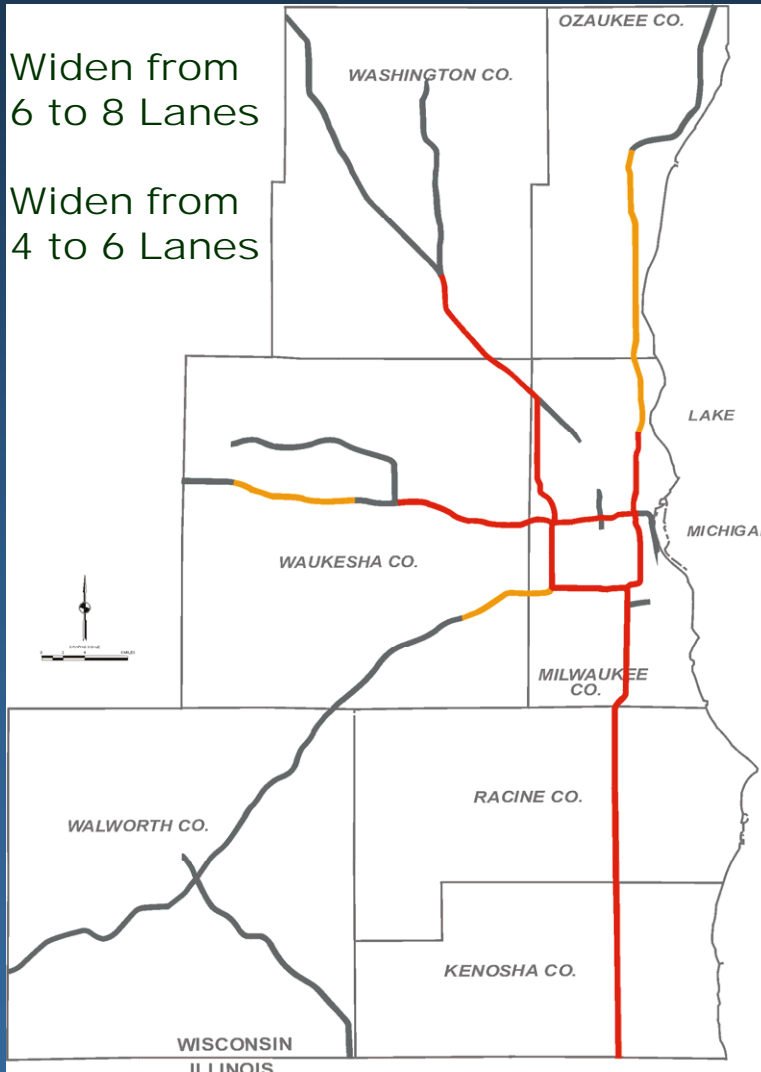 Widen from
6 to 8 Lanes
Widen from
4 to 6 Lanes
OZAUKEE CO.
WASHINGTON CO.
LAKE
MICHIGA
WAUKESHA CO.
MILWAUKEE
CO.
RACINE CO.
WALWORTH CO.
KENOSHA CO.
WISCONSIN
ILLINOIS